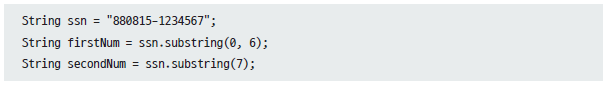 String ssn = "880815-1234567";
String firstNum = ssn.substring(0, 6);
String secondNum = ssn.substring(7);